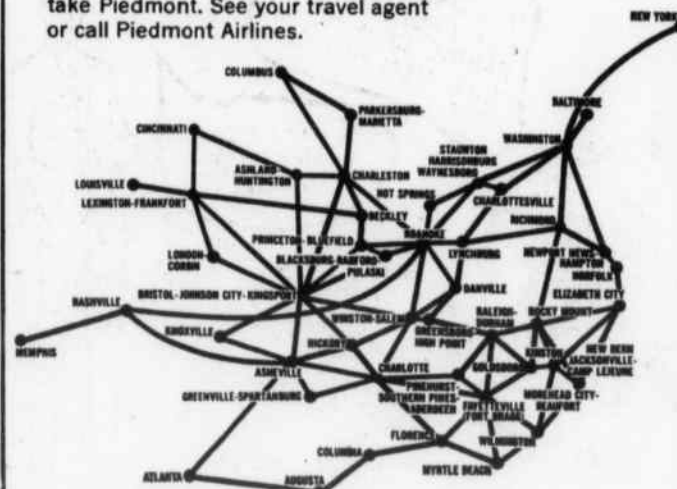 take Piedmont. See your travel agent
or call Piedmont Airlines.
NEW YORK
COLUMBUS
PARKERSBURG-
MARIETTA
BALTIMORE
CINCINNATI
WASHINGTON
STAUNTON
HARRISONBURG
WAYNESBORO
ASHLAND
HUNTINGTON
CHARLESTON
LOUISVILLE
HOT SPRINGS
CHARLOTTESVILLE
LEXINGTON-FRANKFORT
BECKLEY
RICHMOND
ROANOKE
PRINCETON-BLUEFIELD
LYNCHBURG
NEWPORT NEWS-
HAMPTON
NORFOLK
LONDON-
CORBIN
BLACKSBURG-RADFORD
PULASKI
BRISTOL-JOHNSON CITY-KINGSPORT
DANVILLE
ELIZABETH CITY
NASHVILLE
WINSTON-SALEM
RALEIGH-
DURHAM
ROCKY MOUNT
GREENSBORO
HIGH POINT
KNOXVILLE
HICKORY
MEMPHIS
KINSTON
NEW BERN
JACKSONVILLE-
CAMP LEJEUNE
ASHEVILLE
CHARLOTTE
GOLDSBORO
GREENVILLE-SPARTANBURG
PINEHURST-
SOUTHERN PINES-
ABERDEEN
MOREHEAD CITY-
BEAUFORT
FAYETTEVILLE
(FORT BRAGG)
FLORENCE
WILMINGTON
COLUMBIA
MYRTLE BEACH
ATLANTA
AUGUSTA